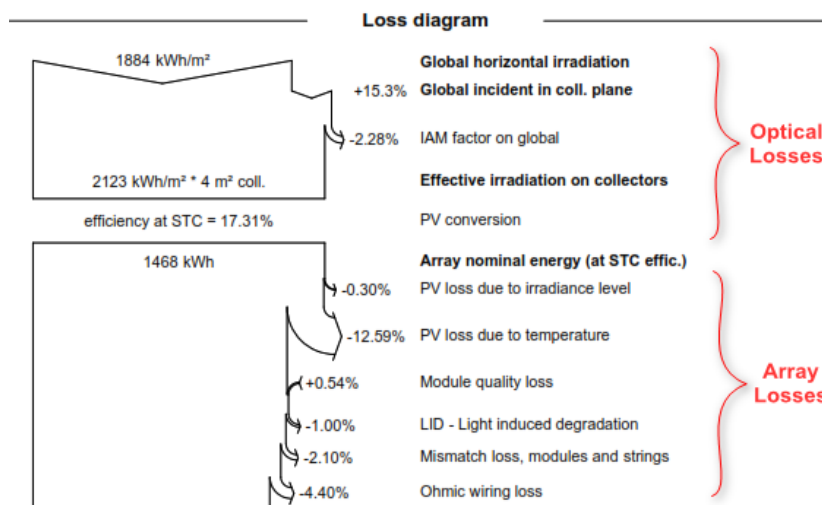 Loss diagram
1884 kWh/m²
Global horizontal irradiation
+15.3% Global incident in coll. plane
-2.28% IAM factor on global
Optical
Losses
2123 kWh/m² * 4 m² coll.
Effective irradiation on collectors
efficiency at STC = 17.31%
PV conversion
1468 kWh
Array nominal energy (at STC effic.)
-0.30% PV loss due to irradiance level
-12.59% PV loss due to temperature
+0.54% Module quality loss
Array
Losses
-1.00% LID - Light induced degradation
-2.10% Mismatch loss, modules and strings
-4.40% Ohmic wiring loss